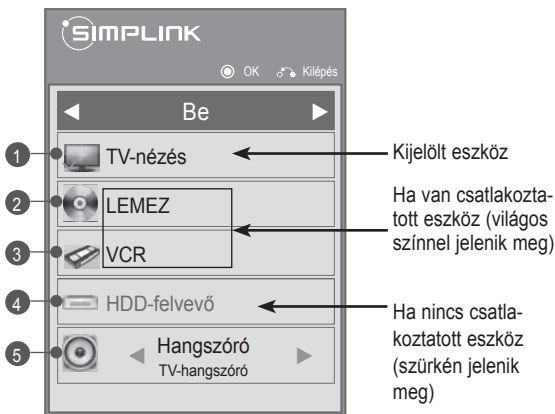 SIMPLINK
OK Kilépés
Be
1 TV-nézés
Kijelölt eszköz
2 LEMEZ
3 VCR
Ha van csatlakozta-
tott eszköz (világos
színnel jelenik meg)
4 HDD-felvevő
Ha nincs csatla-
koztatott eszköz
(szürkén jelenik
meg)
5 Hangszóró
TV-hangszóró